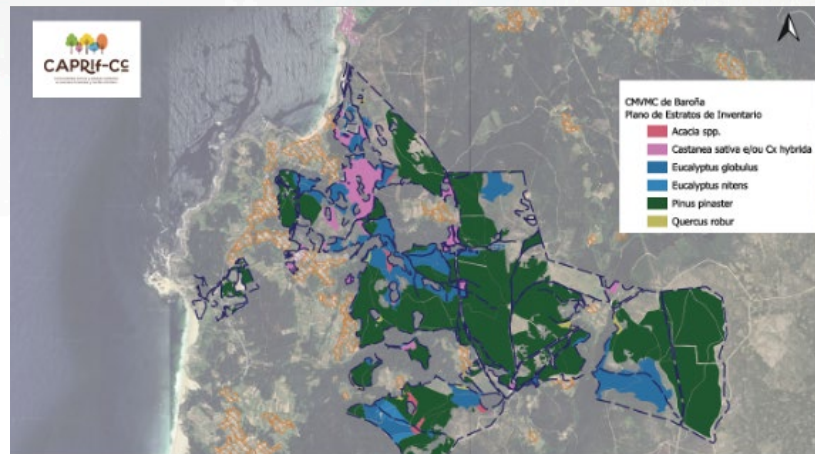 CAPRIf-Cc
CMVMC de Baroña
Plano de Estratos de Inventario
Acacia spp.
Castanea sativa e/ou Cx hybrida
Eucalyptus globulus
Eucalyptus nitens
Pinus pinaster
Quercus robur